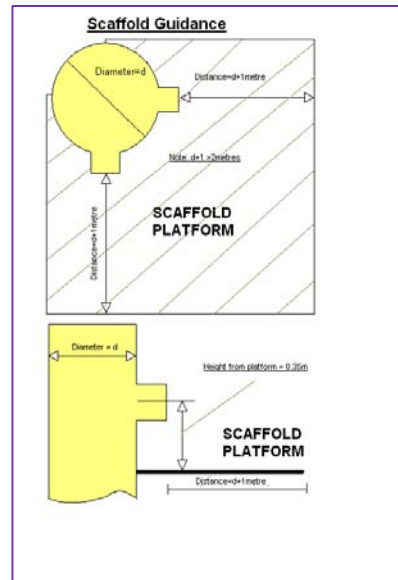 Scaffold Guidance
Diameter=d
Distance=d+1metre
Note: d+1 >2metres
Distance=d+1metre
SCAFFOLD
PLATFORM
Diameter = d
Height from platform = 0.35m
SCAFFOLD
PLATFORM
Distance=d+1metre